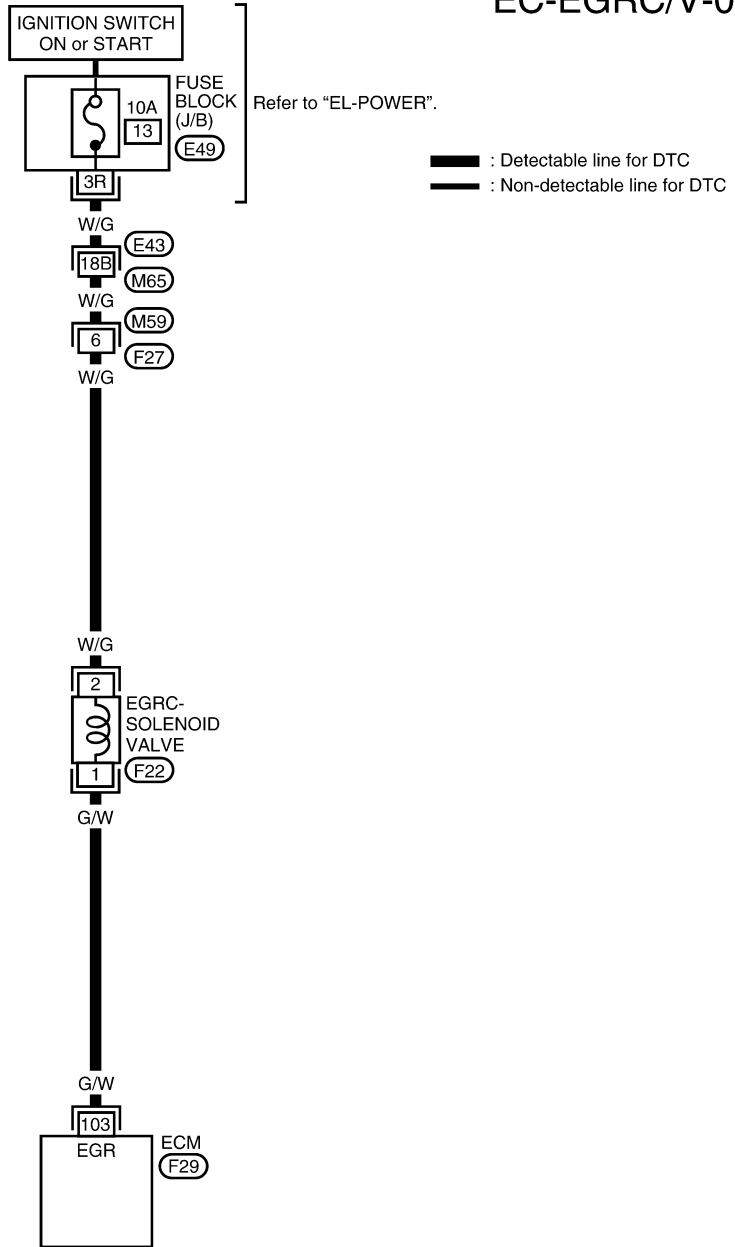 EC-EGRC/V-0
IGNITION SWITCH
ON or START
FUSE
BLOCK
(J/B)
10A
13
E49
Refer to “EL-POWER”.
: Detectable line for DTC
: Non-detectable line for DTC
3R
W/G
E43
18B
M65
W/G
M59
6
F27
W/G
W/G
2
EGRC-
SOLENOID
VALVE
1
F22
G/W
G/W
103
EGR
ECM
F29